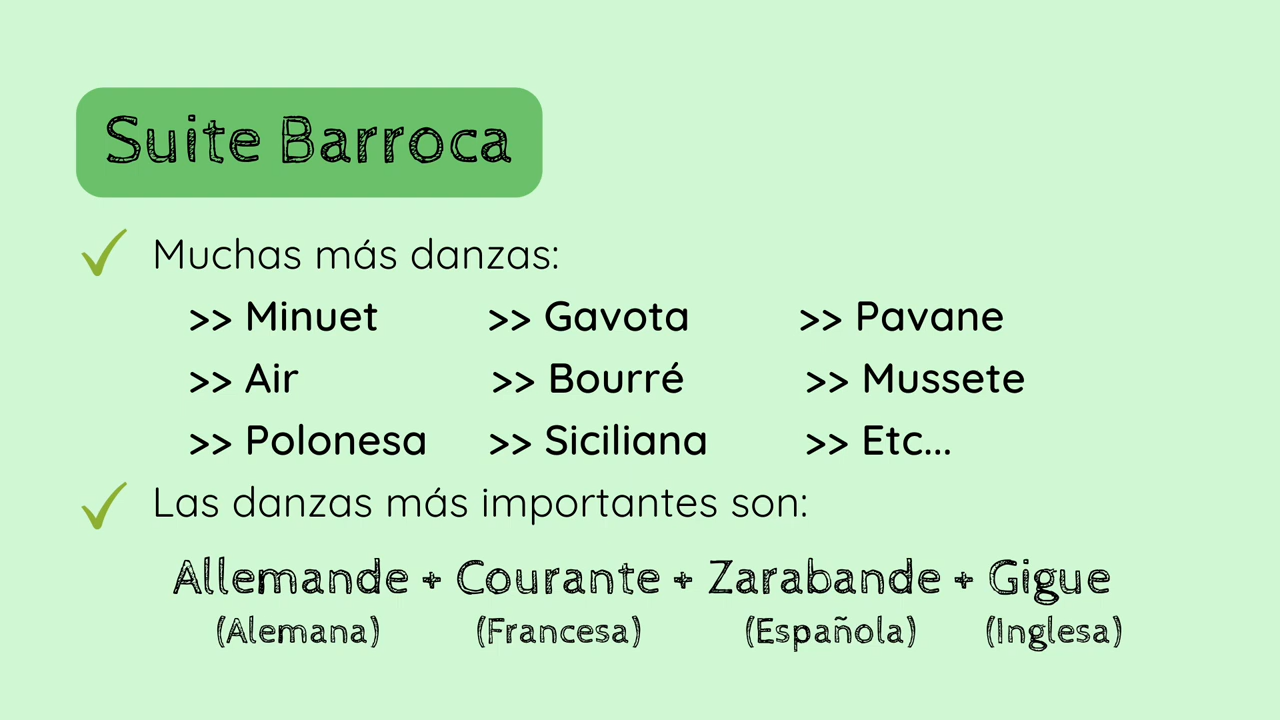 Suite Barroca
Muchas más danzas:
>> Minuet >> Gavota >> Pavane
>> Air >> Bourré >> Mussete
>> Polonesa >> Siciliana >> Etc...
Las danzas más importantes son:
Allemande + Courante + Zarabande + Gigue
(Alemana) (Francesa) (Española) (Inglesa)